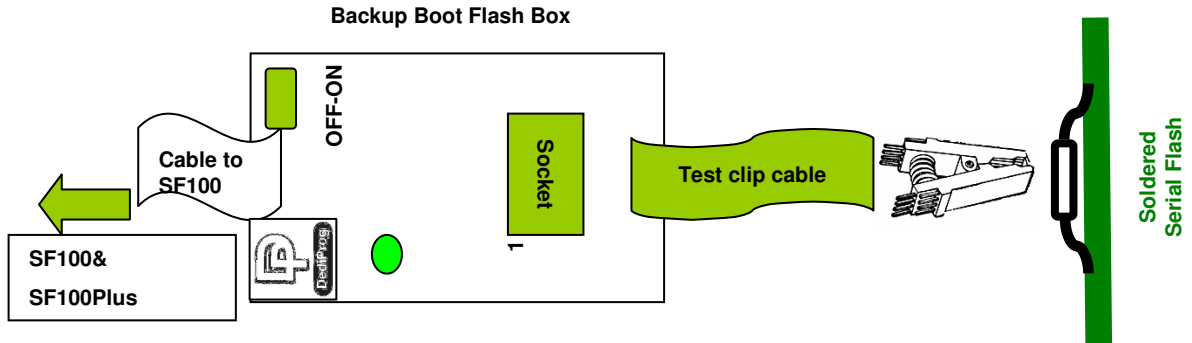 Backup Boot Flash Box
OFF-ON
Cable to
SF100
Socket
1
Test clip cable
Soldered
Serial Flash
DediProg
SF100&
SF100Plus